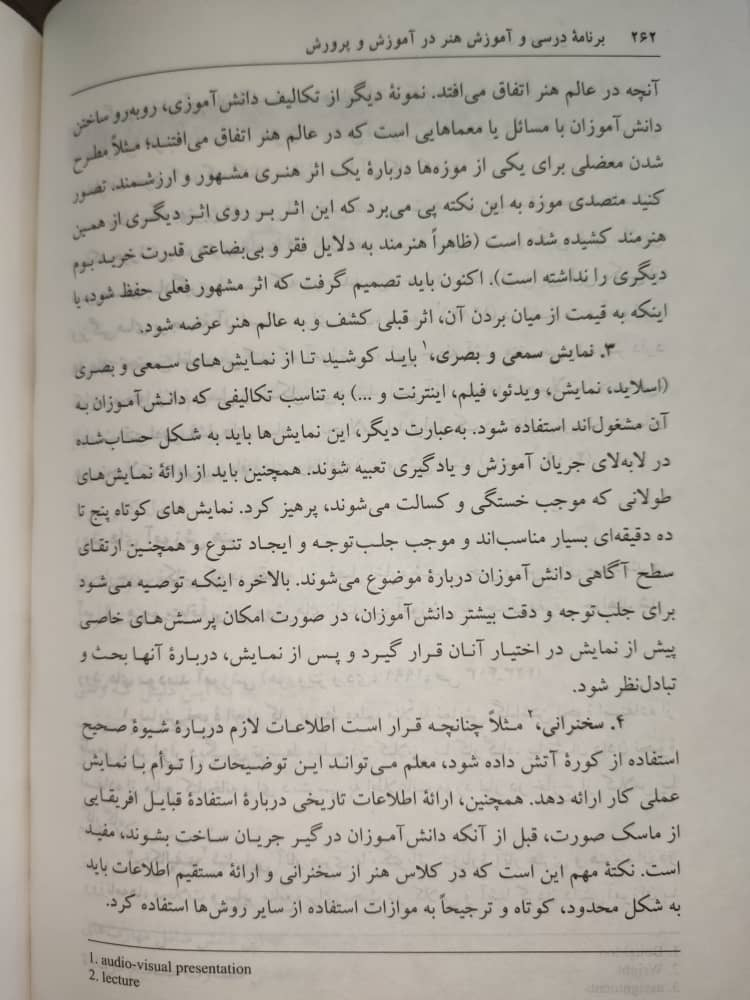 ۲۶۲ برنامهٔ درسی و آموزش هنر در آموزش و پرورش
آنچه در عالم هنر اتفاق می‌افتد. نمونهٔ دیگر از تکالیف دانش‌آموزی، روبه‌رو ساختن
دانش‌آموزان با مسائل یا معماهایی است که در عالم هنر اتفاق می‌افتند؛ مثلاً مطرح
شدن معضلی برای یکی از موزه‌ها دربارهٔ یک اثر هنری مشهور و ارزشمند. تصور
کنید متصدی موزه به این نکته پی می‌برد که این اثر بر روی اثر دیگری از همین
هنرمند کشیده شده است (ظاهراً هنرمند به دلایل فقر و بی‌بضاعتی قدرت خرید بوم
دیگری را نداشته است). اکنون باید تصمیم گرفت که اثر مشهور فعلی حفظ شود، یا
اینکه به قیمت از میان بردن آن، اثر قبلی کشف و به عالم هنر عرضه شود.
۳. نمایش سمعی و بصری،۱ باید کوشید تا از نمایش‌های سمعی و بصری
(اسلاید، نمایش، ویدئو، فیلم، اینترنت و ...) به تناسب تکالیفی که دانش‌آموزان به
آن مشغول‌اند استفاده شود. به‌عبارت دیگر، این نمایش‌ها باید به شکل حساب‌شده
در لابه‌لای جریان آموزش و یادگیری تعبیه شوند. همچنین باید از ارائهٔ نمایش‌های
طولانی که موجب خستگی و کسالت می‌شوند، پرهیز کرد. نمایش‌های کوتاه پنج تا
ده دقیقه‌ای بسیار مناسب‌اند و موجب جلب‌توجه و ایجاد تنوع و همچنین ارتقای
سطح آگاهی دانش‌آموزان دربارهٔ موضوع می‌شوند. بالاخره اینکه توصیه می‌شود
برای جلب‌توجه و دقت بیشتر دانش‌آموزان، در صورت امکان پرسش‌های خاصی
پیش از نمایش در اختیار آنان قرار گیرد و پس از نمایش، دربارهٔ آنها بحث و
تبادل‌نظر شود.
۴. سخنرانی،۲ مثلاً چنانچه قرار است اطلاعات لازم دربارهٔ شیوهٔ صحیح
استفاده از کورهٔ آتش داده شود، معلم می‌تواند این توضیحات را توأم با نمایش
عملی کار ارائه دهد. همچنین، ارائهٔ اطلاعات تاریخی دربارهٔ استفادهٔ قبایل افریقایی
از ماسک صورت، قبل از آنکه دانش‌آموزان درگیر جریان ساخت بشوند، مفید
است. نکتهٔ مهم این است که در کلاس هنر از سخنرانی و ارائهٔ مستقیم اطلاعات باید
به شکل محدود، کوتاه و ترجیحاً به موازات استفاده از سایر روش‌ها استفاده کرد.
1. audio-visual presentation
2. lecture